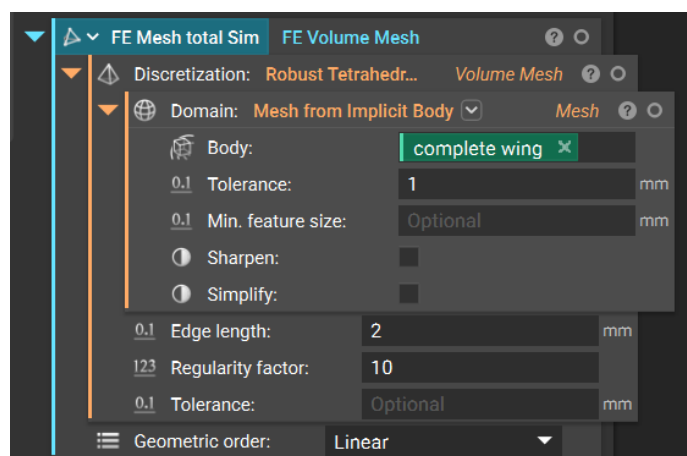 FE Mesh total Sim FE Volume Mesh ?
Discretization: Robust Tetrahedr... Volume Mesh ?
Domain: Mesh from Implicit Body Mesh ?
Body: complete wing ×
0.1 Tolerance: 1 mm
0.1 Min. feature size: Optional mm
Sharpen:
Simplify:
0.1 Edge length: 2 mm
123 Regularity factor: 10
0.1 Tolerance: Optional mm
Geometric order: Linear